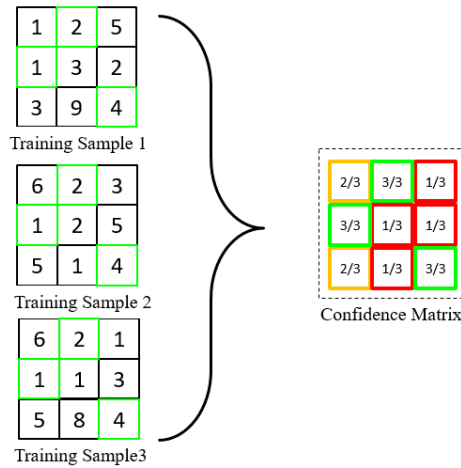 1 2 5
1 3 2
3 9 4
Training Sample 1
6 2 3
1 2 5
5 1 4
Training Sample 2
6 2 1
1 1 3
5 8 4
Training Sample3
2/3 3/3 1/3
3/3 1/3 1/3
2/3 1/3 3/3
Confidence Matrix